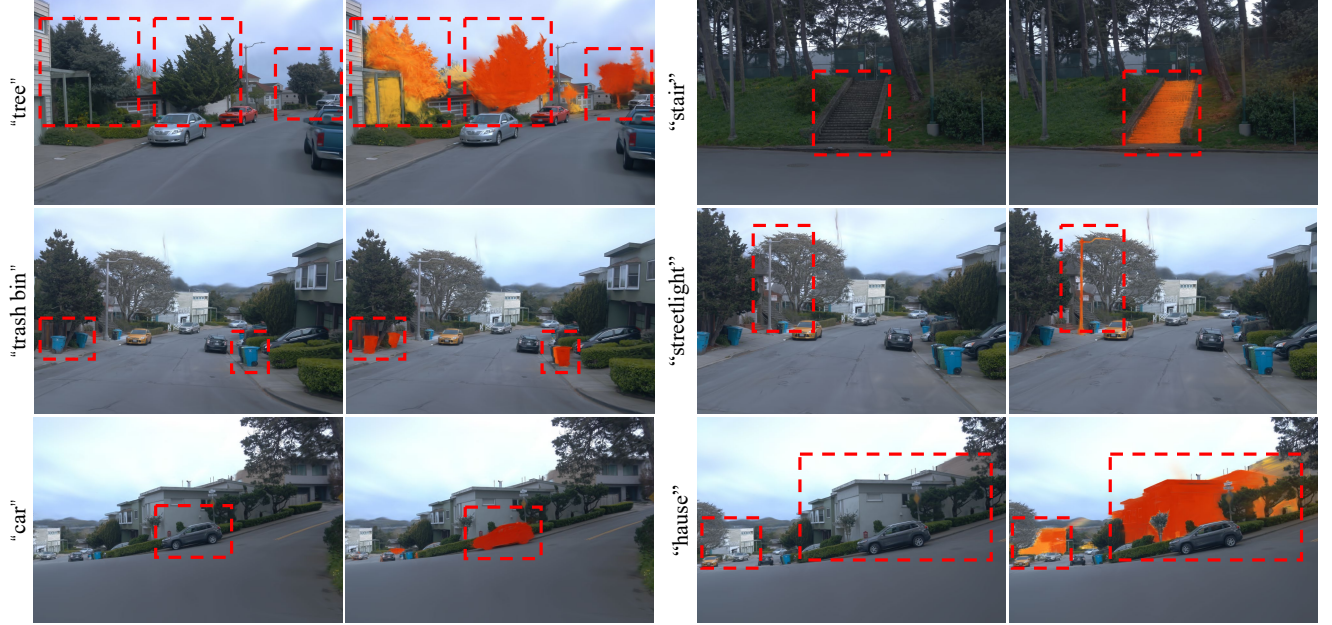 “tree”
“stair”
“trash bin”
“streetlight”
“car”
“hause”